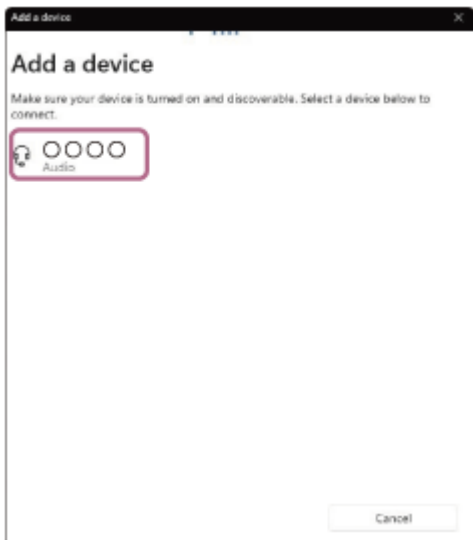 Add a device
Add a device
Make sure your device is turned on and discoverable. Select a device below to
connect.
○○○○
Audio
Cancel